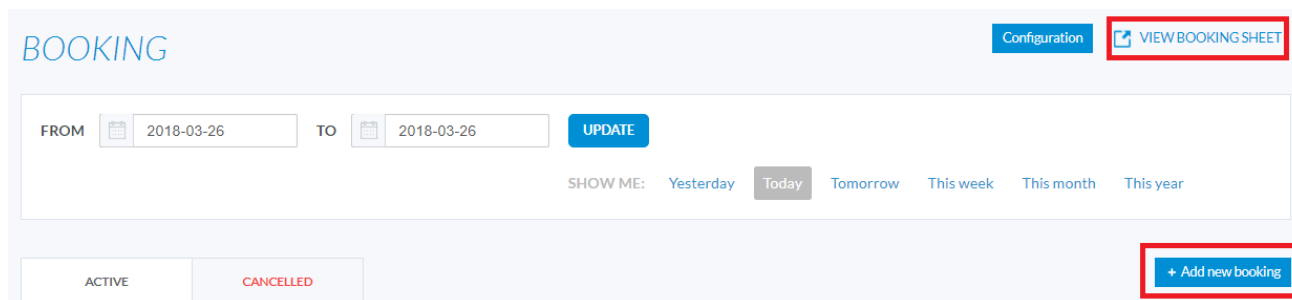 BOOKING
Configuration
VIEW BOOKING SHEET
FROM 2018-03-26 TO 2018-03-26 UPDATE
SHOW ME: Yesterday Today Tomorrow This week This month This year
ACTIVE CANCELLED + Add new booking